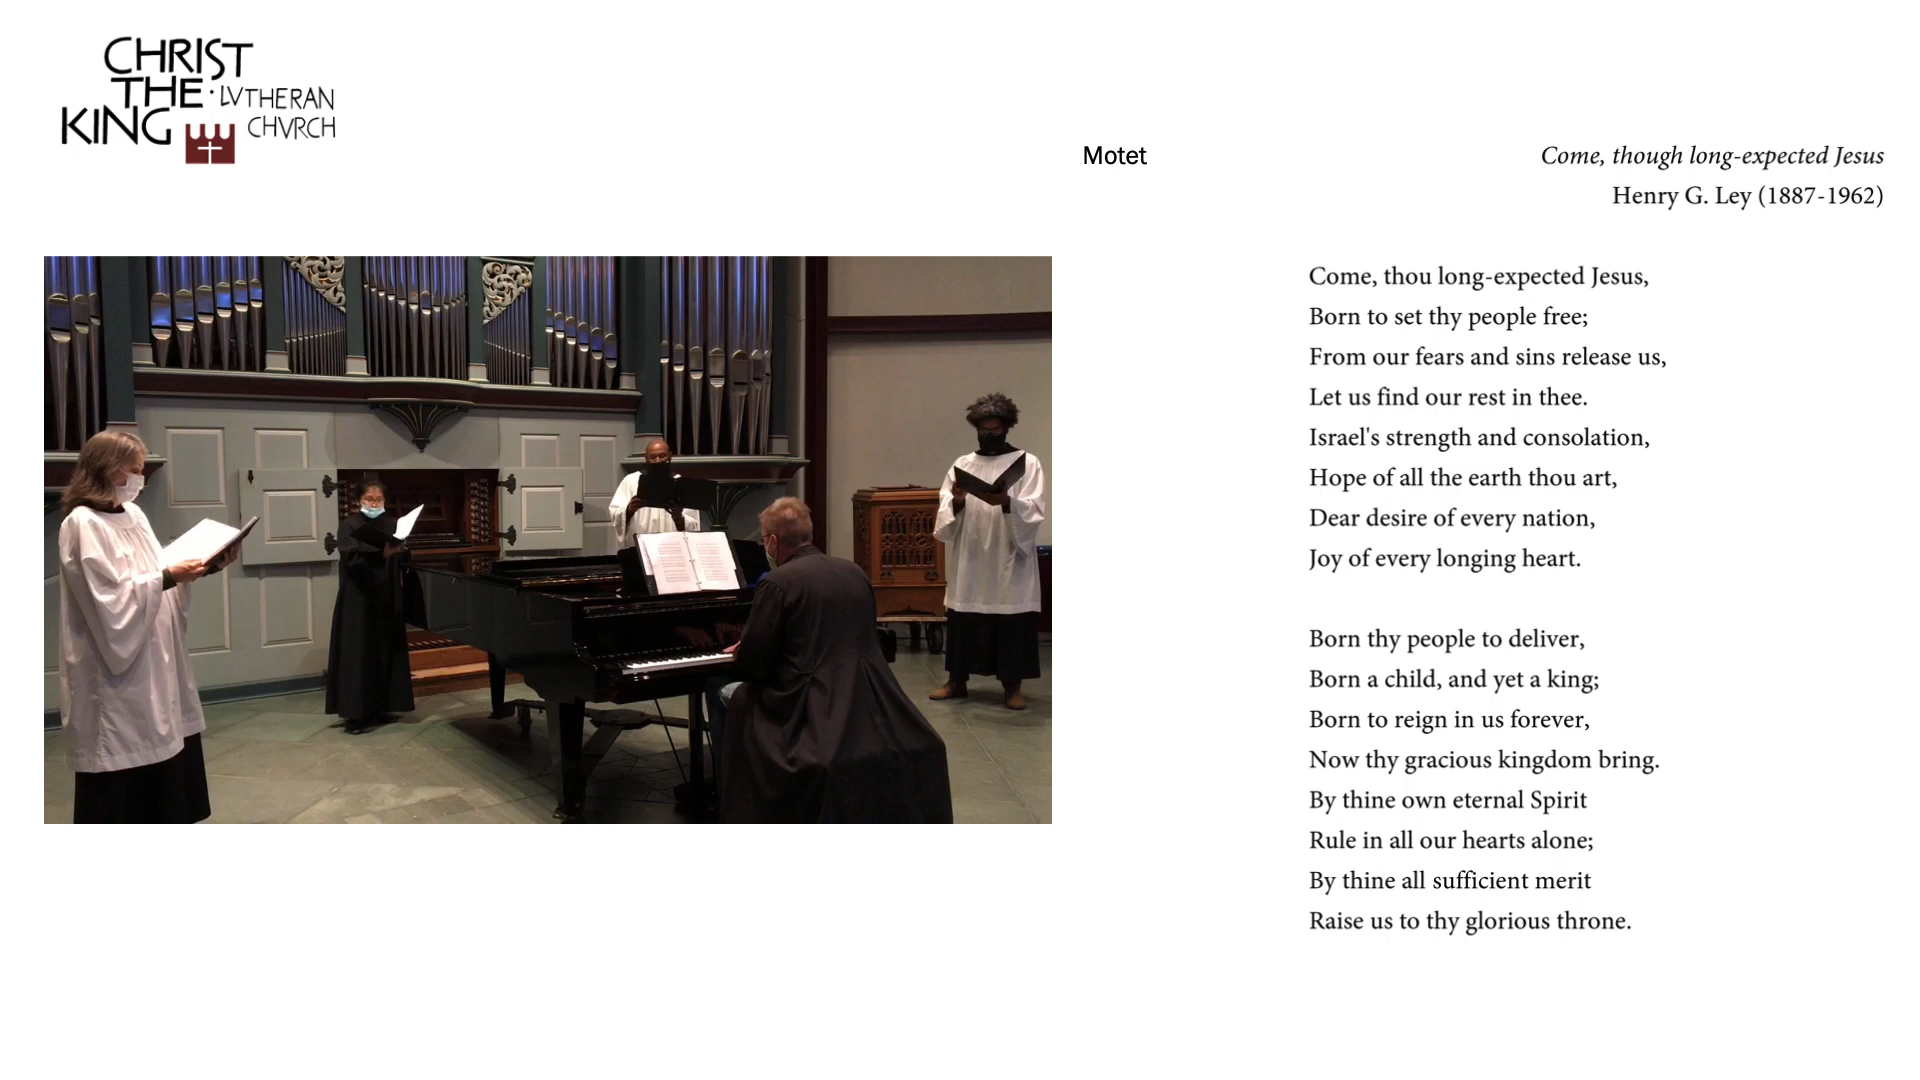 CHRIST
THE · LVTHERAN
KING CHVRCH
Motet
Come, though long-expected Jesus
Henry G. Ley (1887-1962)
Come, thou long-expected Jesus,
Born to set thy people free;
From our fears and sins release us,
Let us find our rest in thee.
Israel's strength and consolation,
Hope of all the earth thou art,
Dear desire of every nation,
Joy of every longing heart.
Born thy people to deliver,
Born a child, and yet a king;
Born to reign in us forever,
Now thy gracious kingdom bring.
By thine own eternal Spirit
Rule in all our hearts alone;
By thine all sufficient merit
Raise us to thy glorious throne.